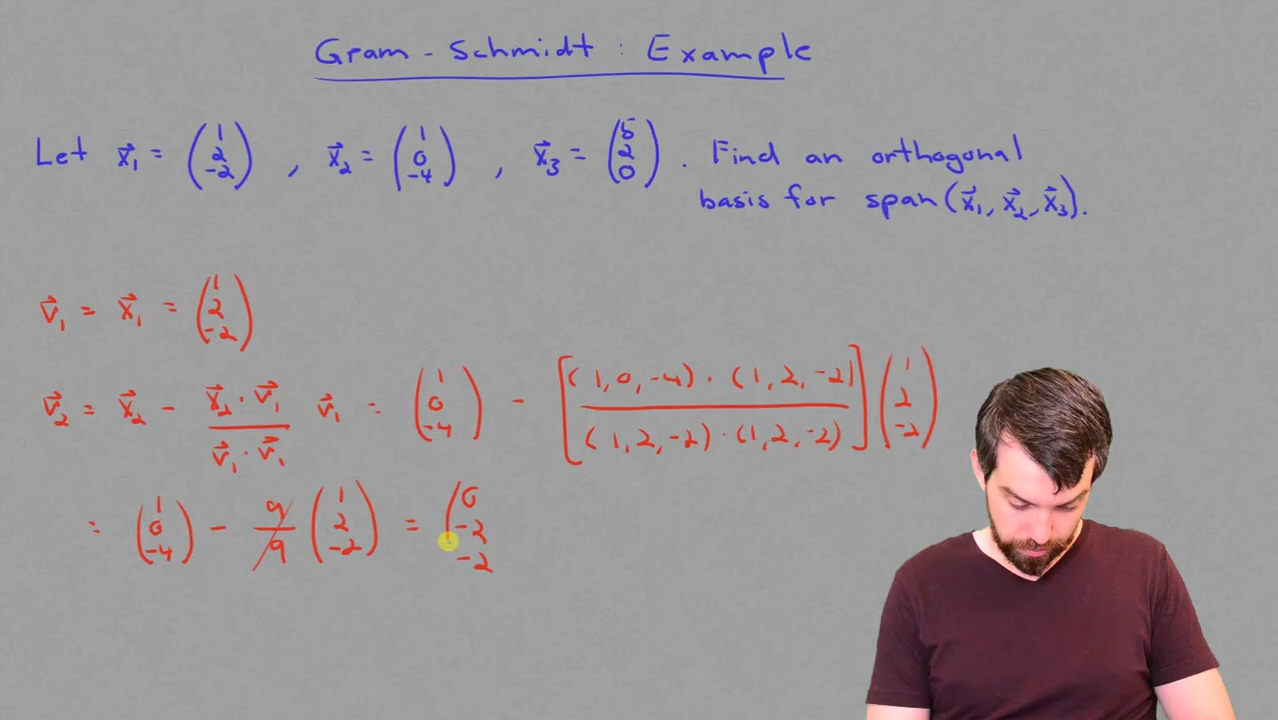 Gram - Schmidt : Example
Let x⃗₁ = (1 2 -2) , x⃗₂ = (1 0 -4) , x⃗₃ = (5 2 0) . Find an orthogonal
basis for span(x⃗₁, x⃗₂, x⃗₃).
v⃗₁ = x⃗₁ = (1 2 -2)
v⃗₂ = x⃗₂ - (x⃗₂ · v⃗₁)/(v⃗₁ · v⃗₁) v⃗₁ = (1 0 -4) - [(1, 0, -4) · (1, 2, -2) / (1, 2, -2) · (1, 2, -2)] (1 2 -2)
= (1 0 -4) - 9/9 (1 2 -2) = (0 -2 -2